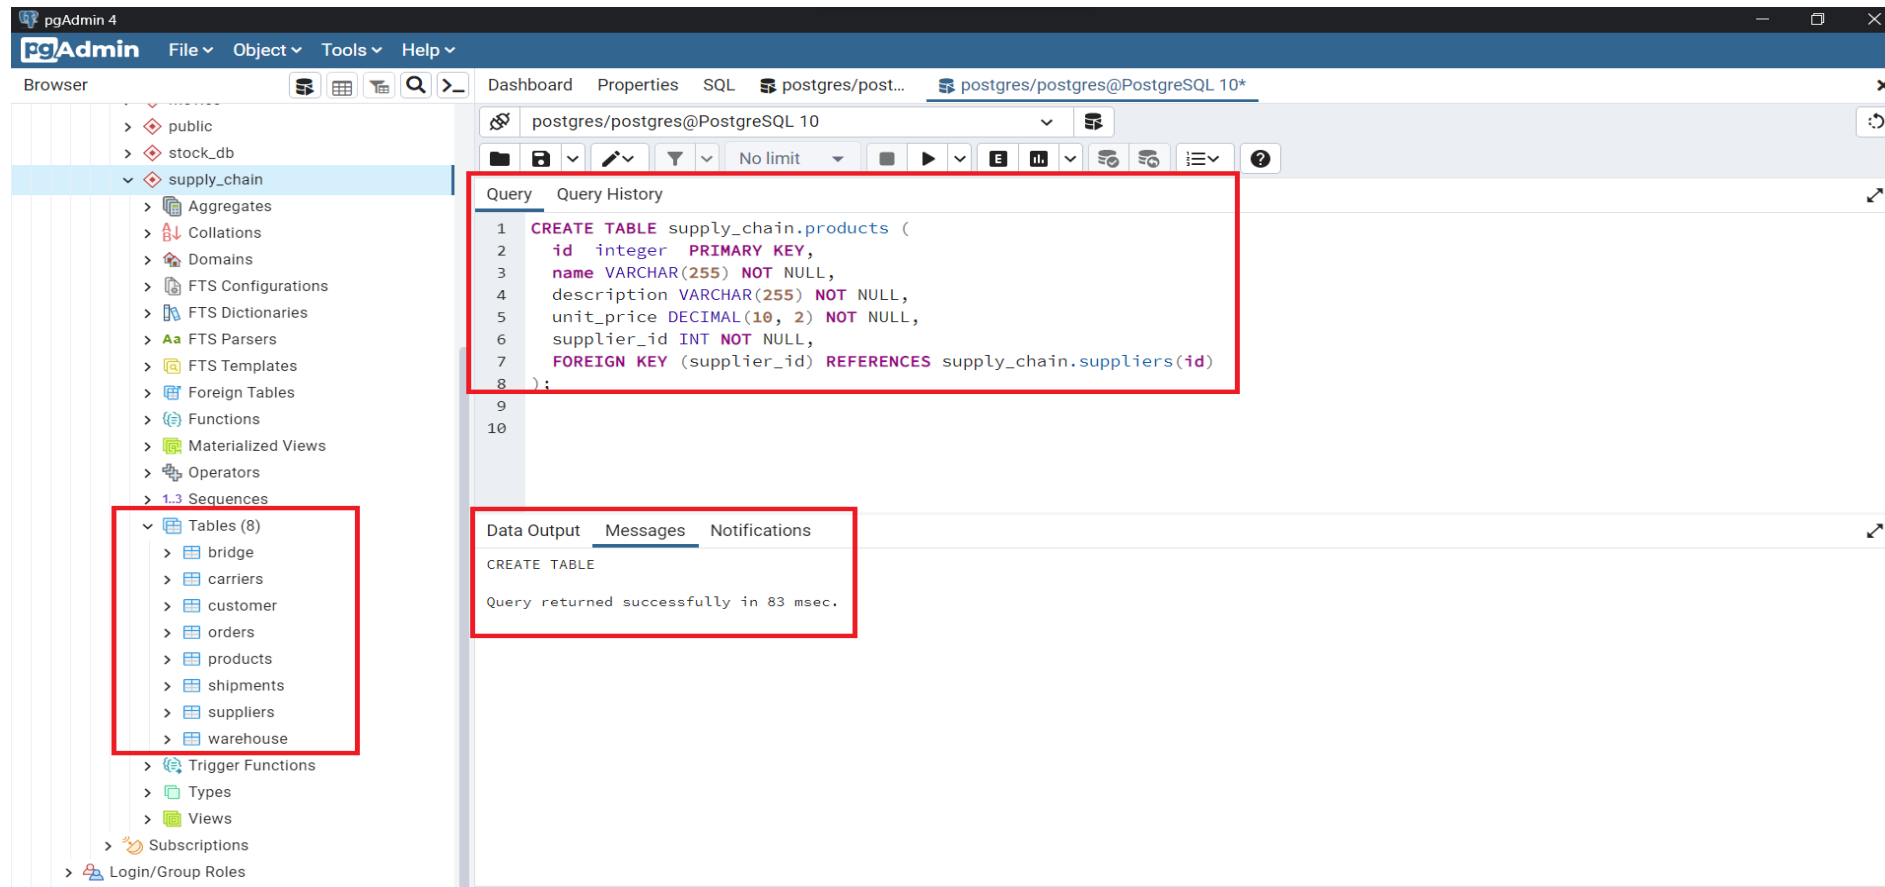 pgAdmin 4
pgAdmin File Object Tools Help
Browser
Dashboard Properties SQL postgres/post... postgres/postgres@PostgreSQL 10*
postgres/postgres@PostgreSQL 10
No limit
public
stock_db
supply_chain
Aggregates
Collations
Domains
FTS Configurations
FTS Dictionaries
Aa FTS Parsers
FTS Templates
Foreign Tables
Functions
Materialized Views
Operators
1..3 Sequences
Tables (8)
bridge
carriers
customer
orders
products
shipments
suppliers
warehouse
Trigger Functions
Types
Views
Subscriptions
Login/Group Roles
Query Query History
1 CREATE TABLE supply_chain.products (
2 id integer PRIMARY KEY,
3 name VARCHAR(255) NOT NULL,
4 description VARCHAR(255) NOT NULL,
5 unit_price DECIMAL(10, 2) NOT NULL,
6 supplier_id INT NOT NULL,
7 FOREIGN KEY (supplier_id) REFERENCES supply_chain.suppliers(id)
8 );
9
10
Data Output Messages Notifications
CREATE TABLE
Query returned successfully in 83 msec.